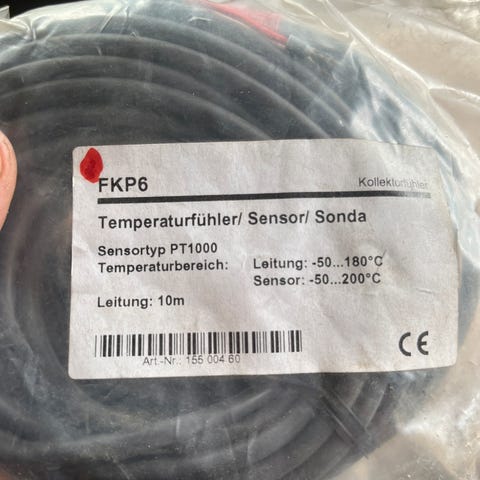 FKP6
Kollekturfühler
Temperaturfühler/ Sensor/ Sonda
Sensortyp PT1000
Temperaturbereich: Leitung: -50...180°C
Sensor: -50...200°C
Leitung: 10m
Art.-Nr.: 155 004 60
CE